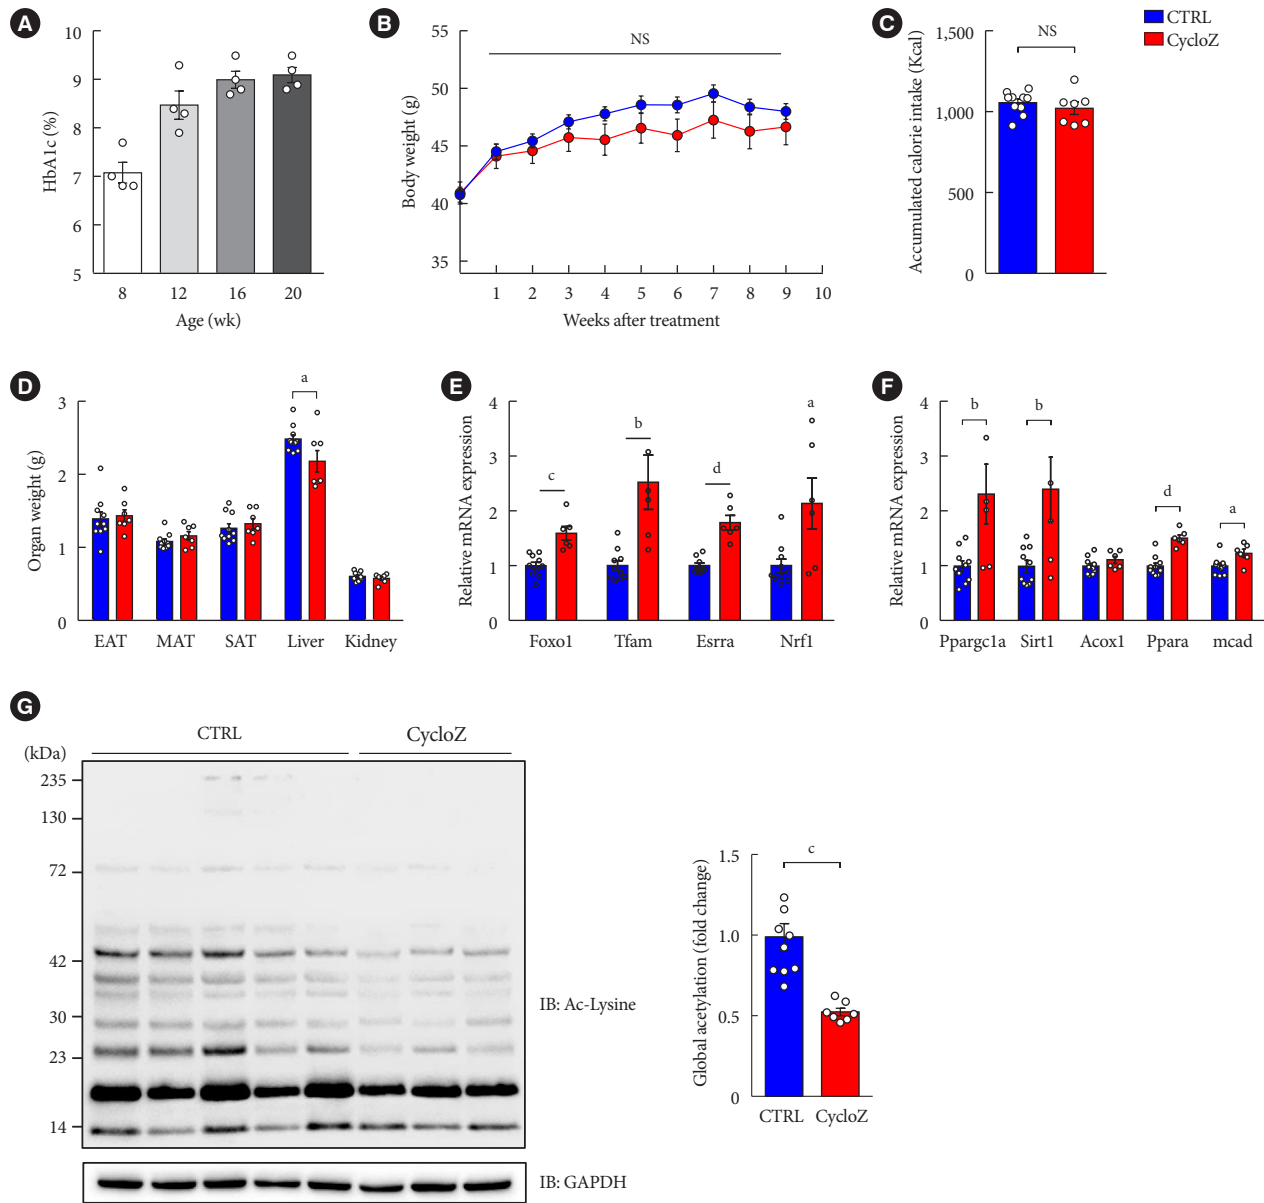 A
10
9
8
7
6
5
HbA1c (%)
8 12 16 20
Age (wk)
B
55
50
45
40
35
Body weight (g)
NS
1 2 3 4 5 6 7 8 9 10
Weeks after treatment
C
1,500
1,000
500
0
Accumulated calorie intake (Kcal)
NS
CTRL
CycloZ
D
3
2
1
0
Organ weight (g)
a
EAT MAT SAT Liver Kidney
E
4
3
2
1
0
Relative mRNA expression
c b d a
Foxo1 Tfam Esrra Nrf1
F
4
3
2
1
0
Relative mRNA expression
b b d a
Ppargc1a Sirt1 Acox1 Ppara mcad
G
CTRL CycloZ
(kDa)
235
130
72
42
30
23
14
IB: Ac-Lysine
IB: GAPDH
1.5
1.0
0.5
0
Global acetylation (fold change)
c
CTRL CycloZ